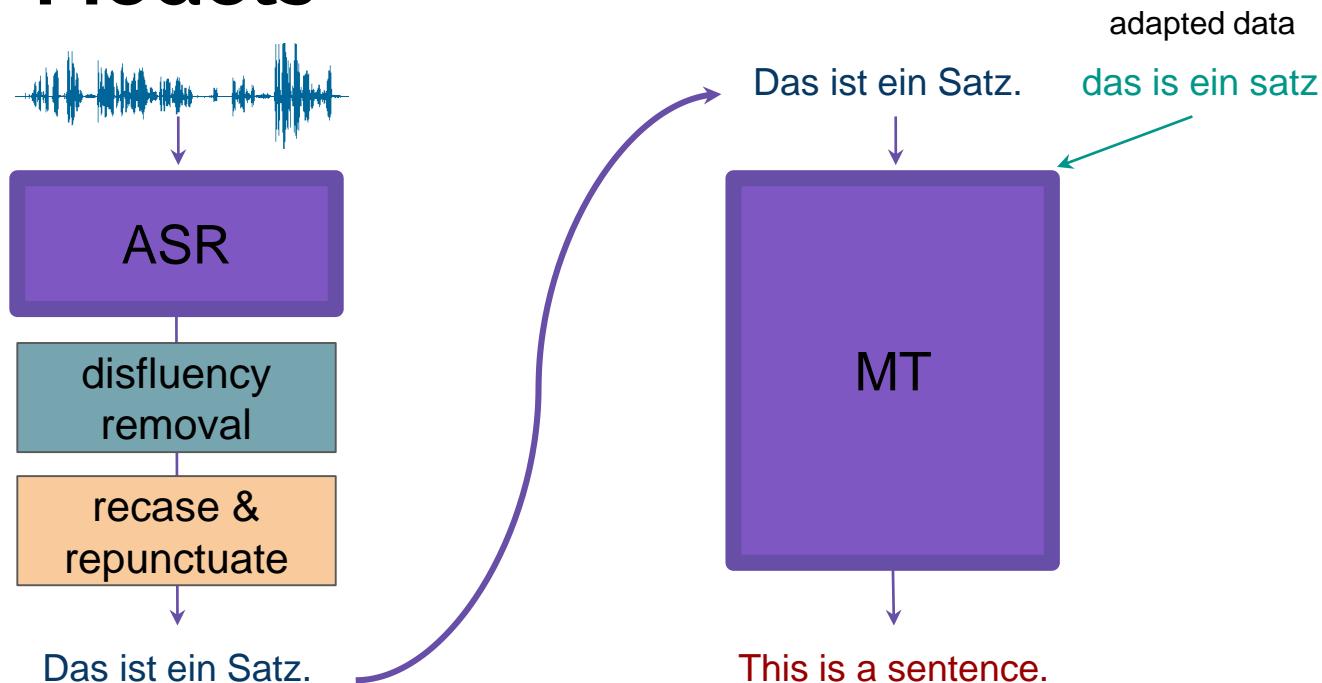 adapted data
ASR
disfluency
removal
recase &
repunctuate
Das ist ein Satz.
Das ist ein Satz.
das is ein satz
MT
This is a sentence.